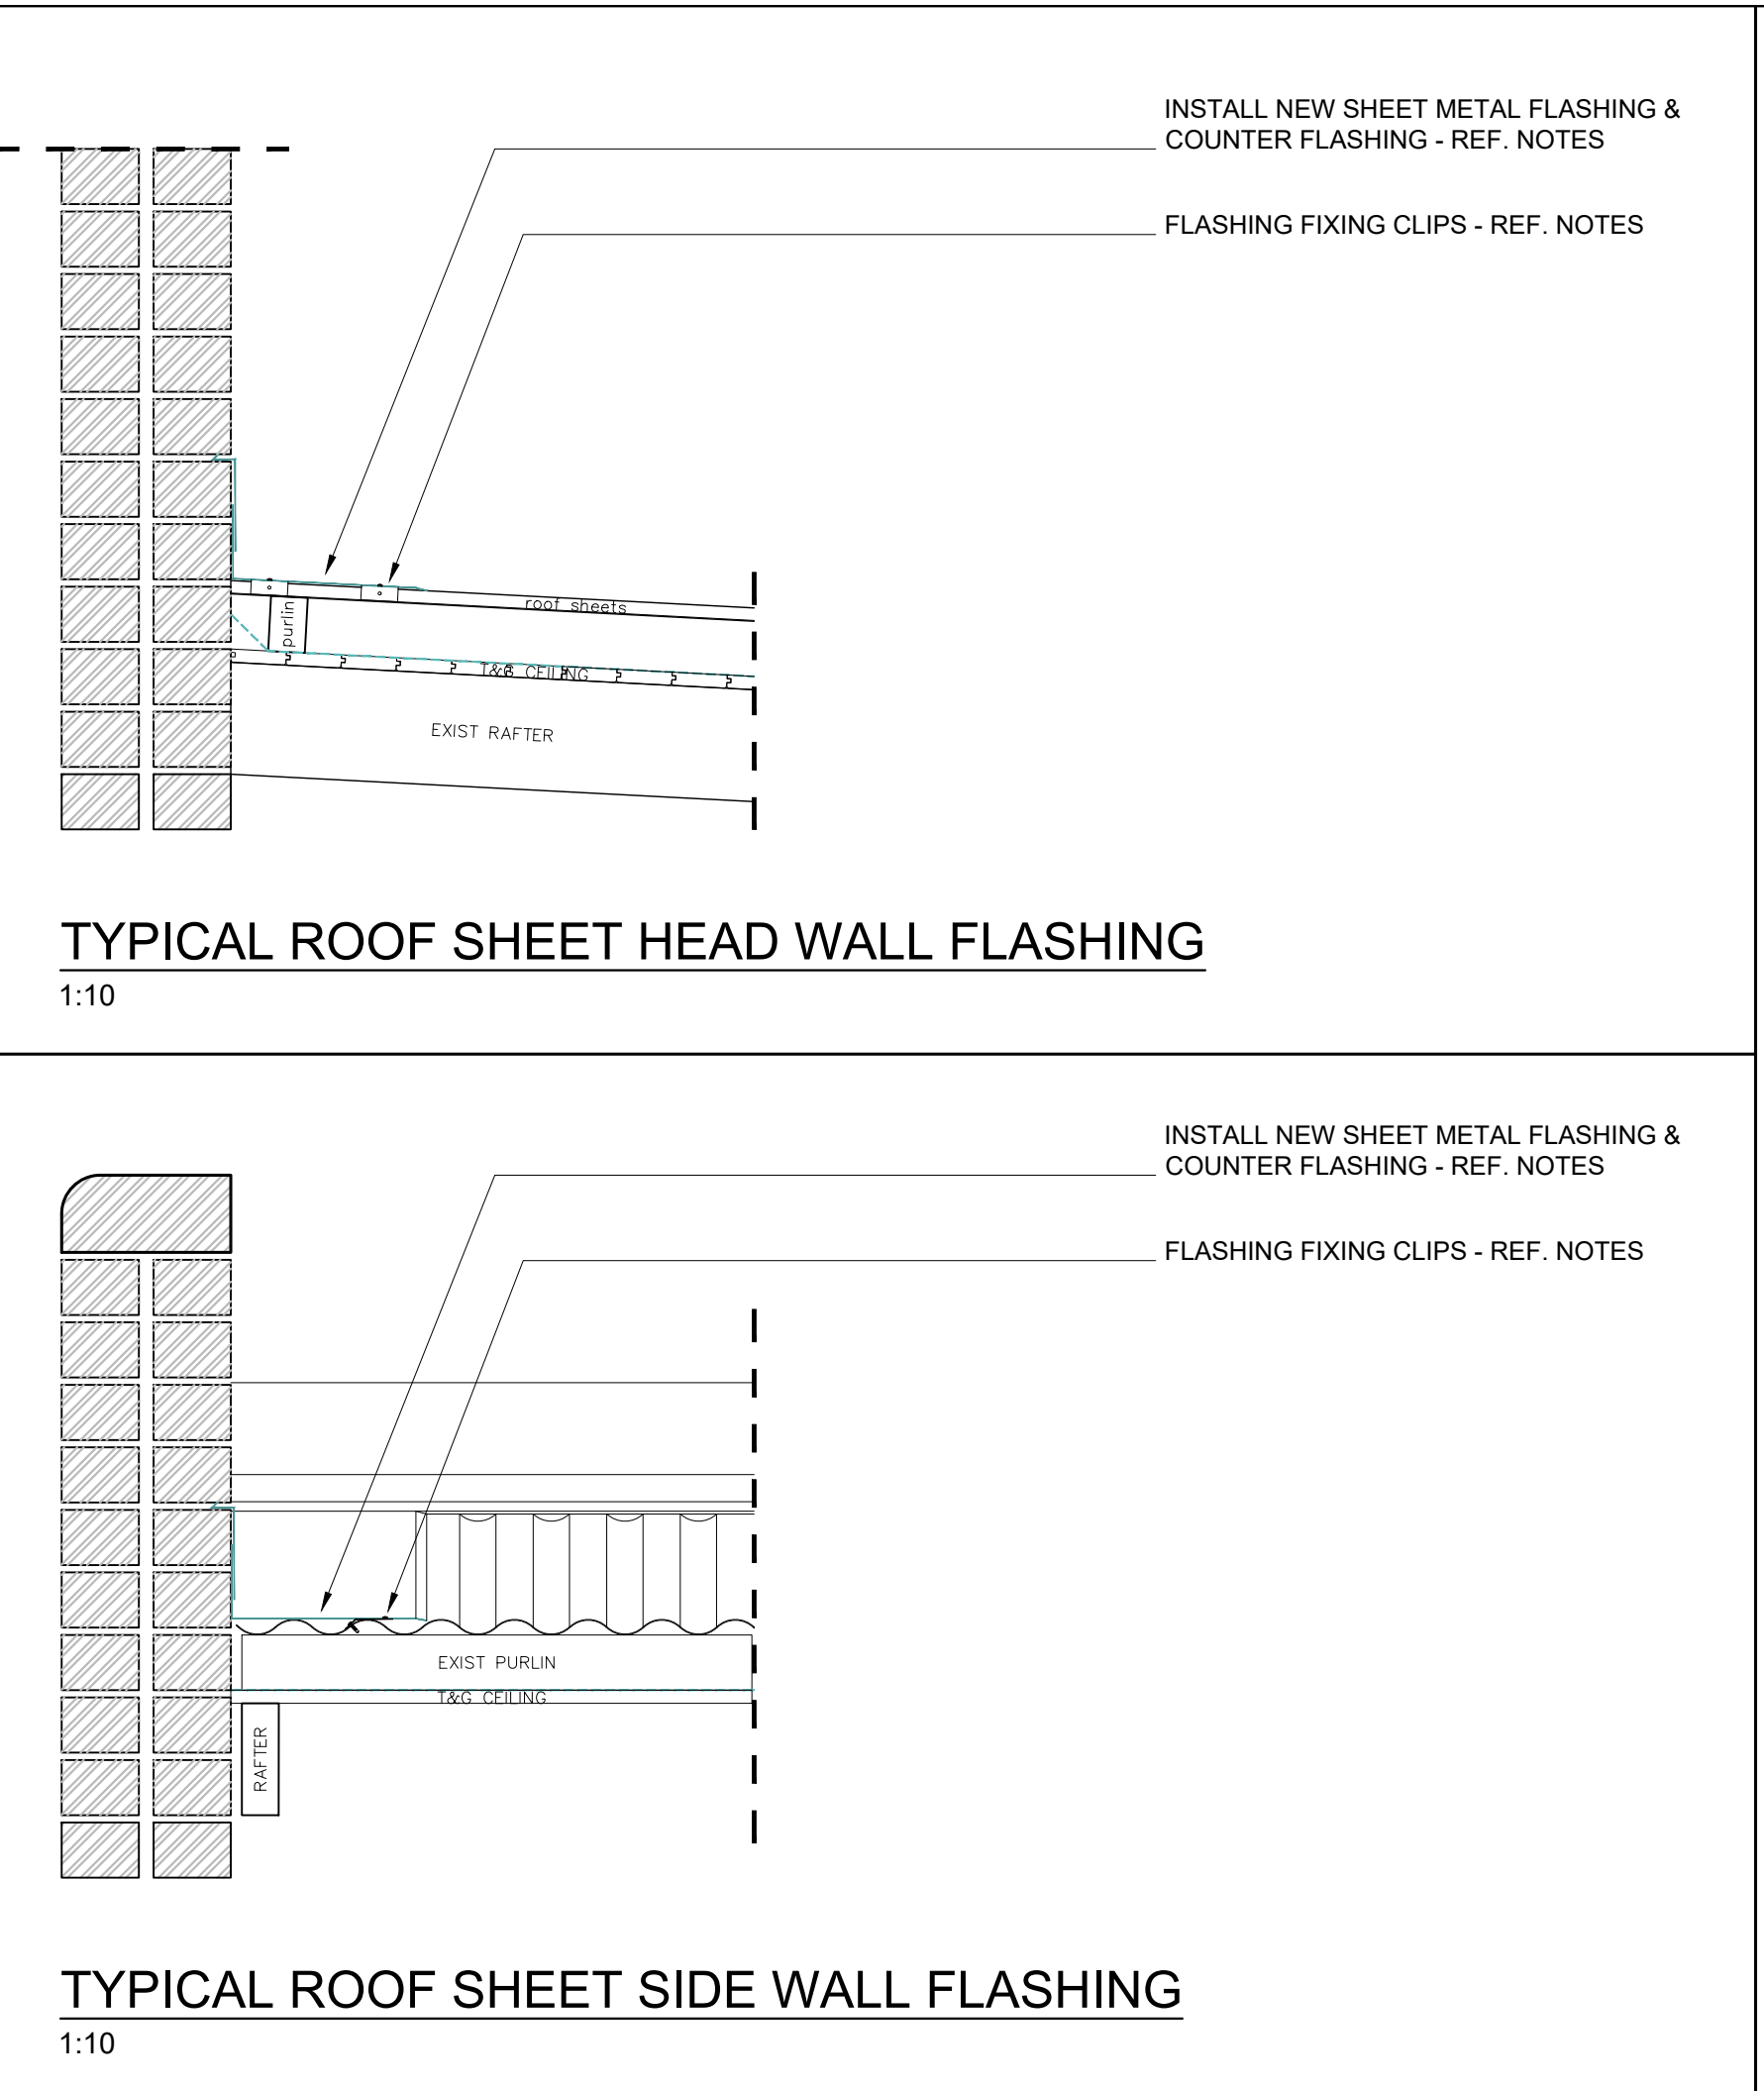 INSTALL NEW SHEET METAL FLASHING &
COUNTER FLASHING - REF. NOTES
FLASHING FIXING CLIPS - REF. NOTES
roof sheets
purlin
T&G CEILING
EXIST RAFTER
TYPICAL ROOF SHEET HEAD WALL FLASHING
1:10
INSTALL NEW SHEET METAL FLASHING &
COUNTER FLASHING - REF. NOTES
FLASHING FIXING CLIPS - REF. NOTES
EXIST PURLIN
T&G CEILING
RAFTER
TYPICAL ROOF SHEET SIDE WALL FLASHING
1:10